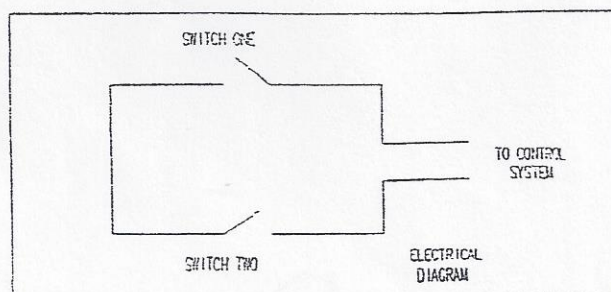 SWITCH ONE
TO CONTROL
SYSTEM
SWITCH TWO
ELECTRICAL
DIAGRAM